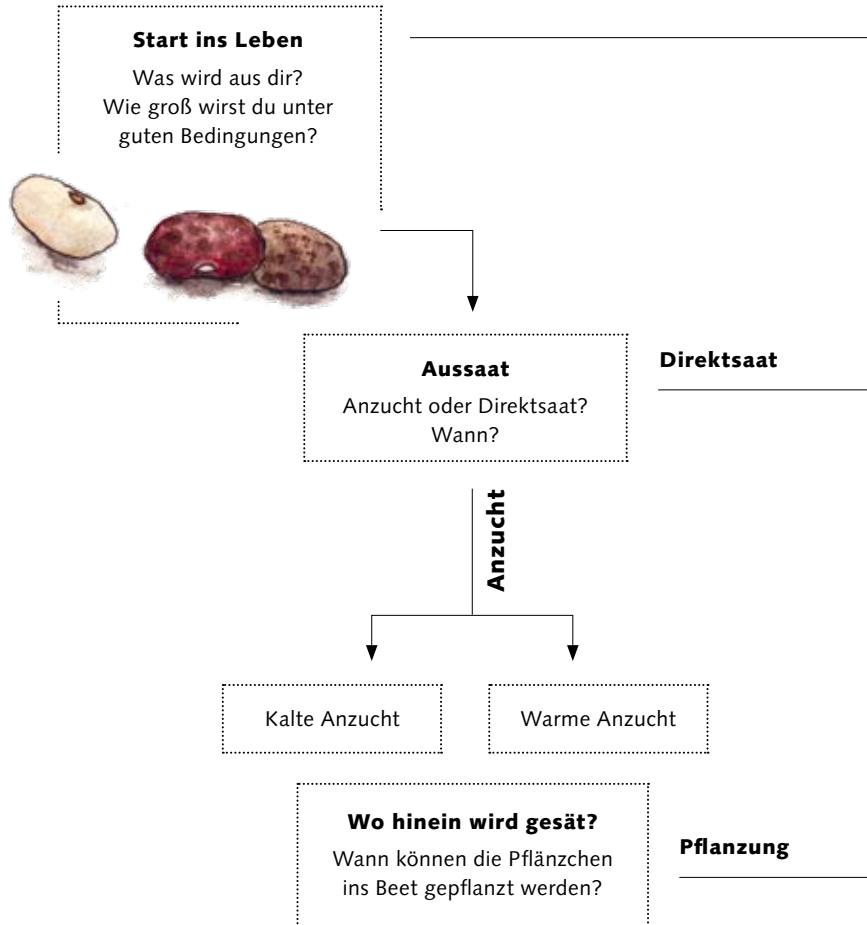 Start ins Leben
Was wird aus dir?
Wie groß wirst du unter
guten Bedingungen?
Aussaat
Anzucht oder Direktsaat?
Wann?
Direktsaat
Anzucht
Kalte Anzucht
Warme Anzucht
Wo hinein wird gesät?
Wann können die Pflänzchen
ins Beet gepflanzt werden?
Pflanzung